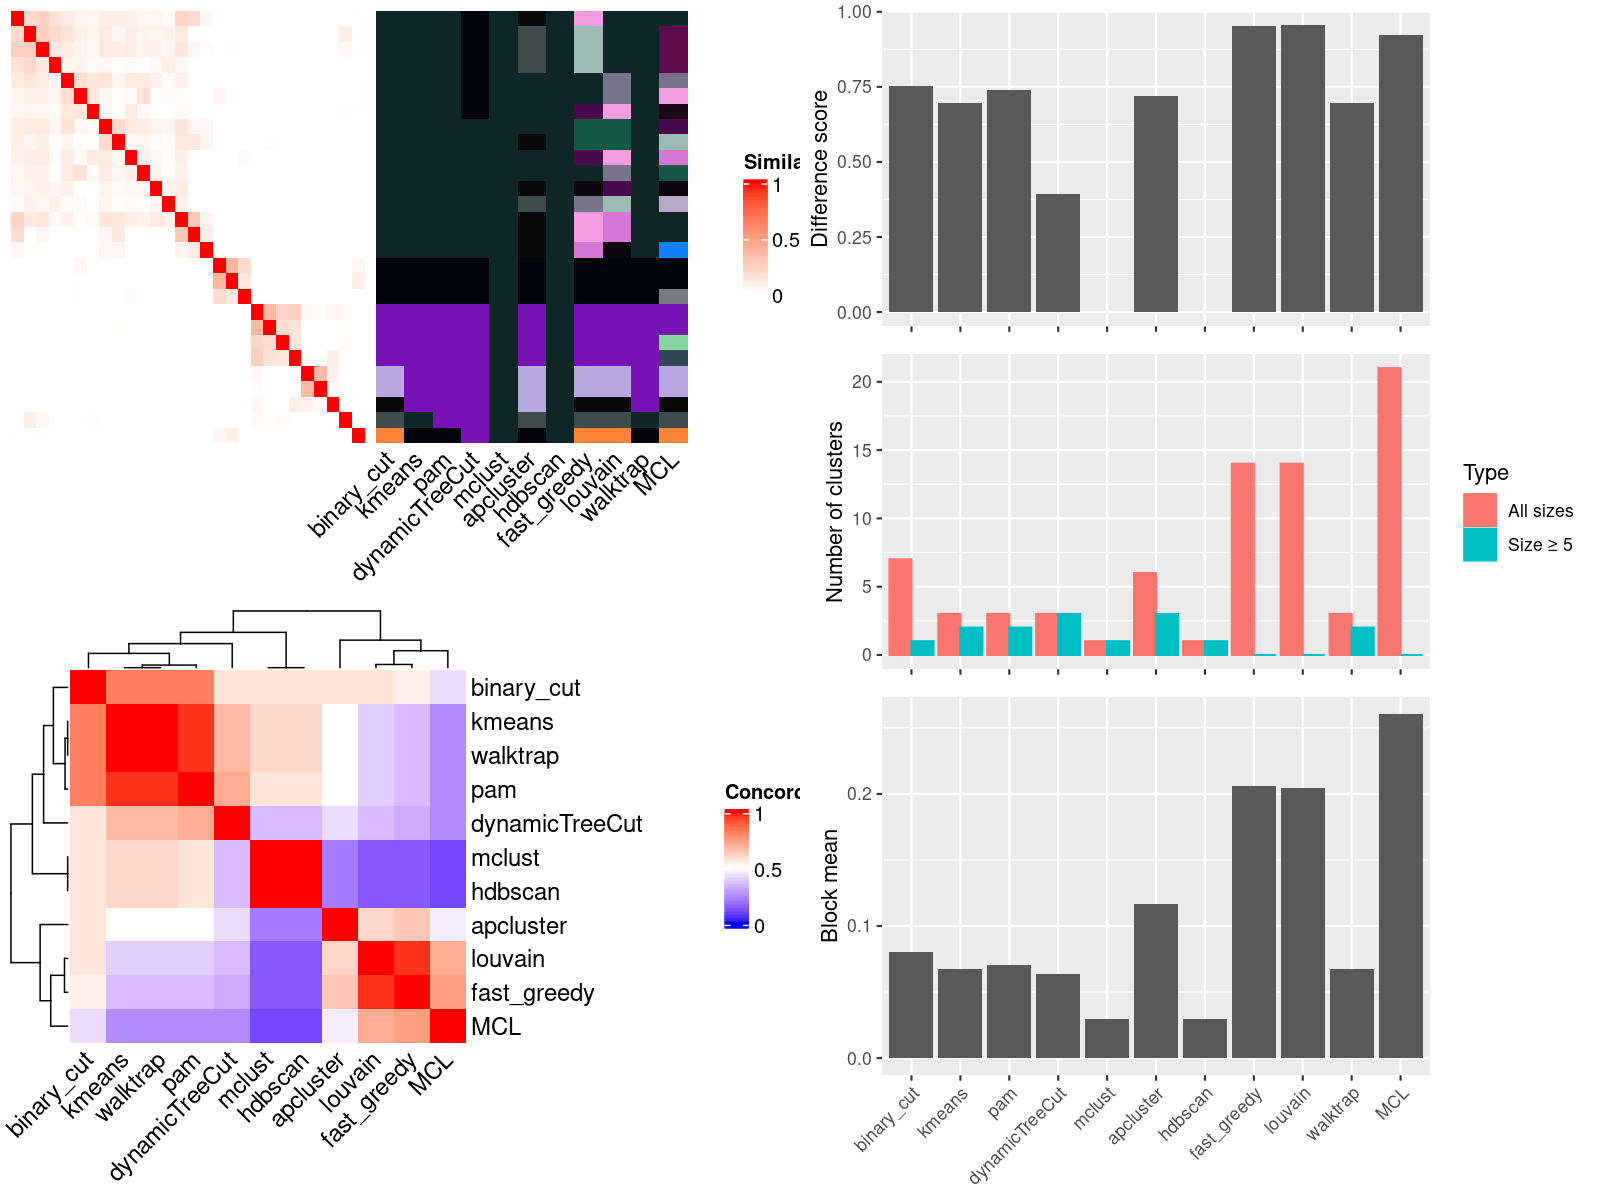 Simila
1
0.5
0
binary_cut
kmeans
pam
dynamicTreeCut
mclust
apcluster
hdbscan
fast_greedy
louvain
walktrap
MCL
binary_cut
kmeans
walktrap
pam
dynamicTreeCut
mclust
hdbscan
apcluster
louvain
fast_greedy
MCL
Concord
1
0.5
0
binary_cut
kmeans
walktrap
pam
dynamicTreeCut
mclust
hdbscan
apcluster
louvain
fast_greedy
MCL
Difference score
1.00
0.75
0.50
0.25
0.00
Number of clusters
20
15
10
5
0
Type
All sizes
Size ≥ 5
Block mean
0.2
0.1
0.0
binary_cut
kmeans
pam
dynamicTreeCut
mclust
apcluster
hdbscan
fast_greedy
louvain
walktrap
MCL